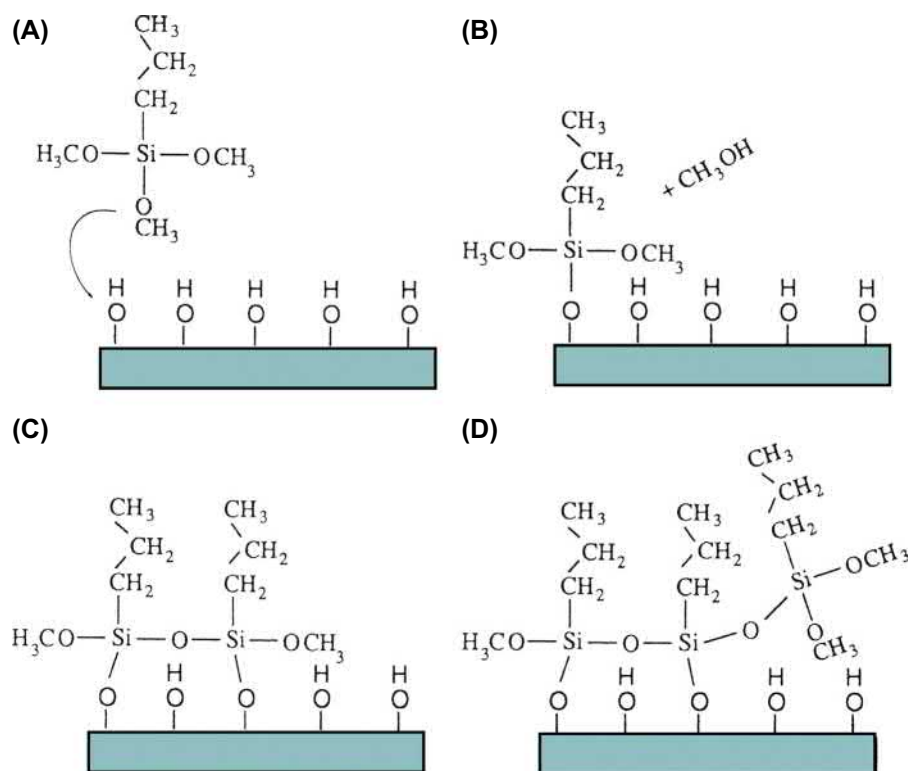 (A)
CH₃
CH₂
CH₂
H₃CO Si OCH₃
O
CH₃
H H H H H
O O O O O
(B)
CH₃
CH₂
CH₂
+ CH₃OH
H₃CO Si OCH₃
H H H H
O O O O O
(C)
CH₃ CH₃
CH₂ CH₂
CH₂ CH₂
H₃CO Si O Si OCH₃
H H H
O O O O O
(D)
CH₃
CH₂
CH₃ CH₃ CH₂
CH₂ CH₂ Si OCH₃
CH₂ CH₂
O O
H₃CO Si O Si CH₃
H H H
O O O O O